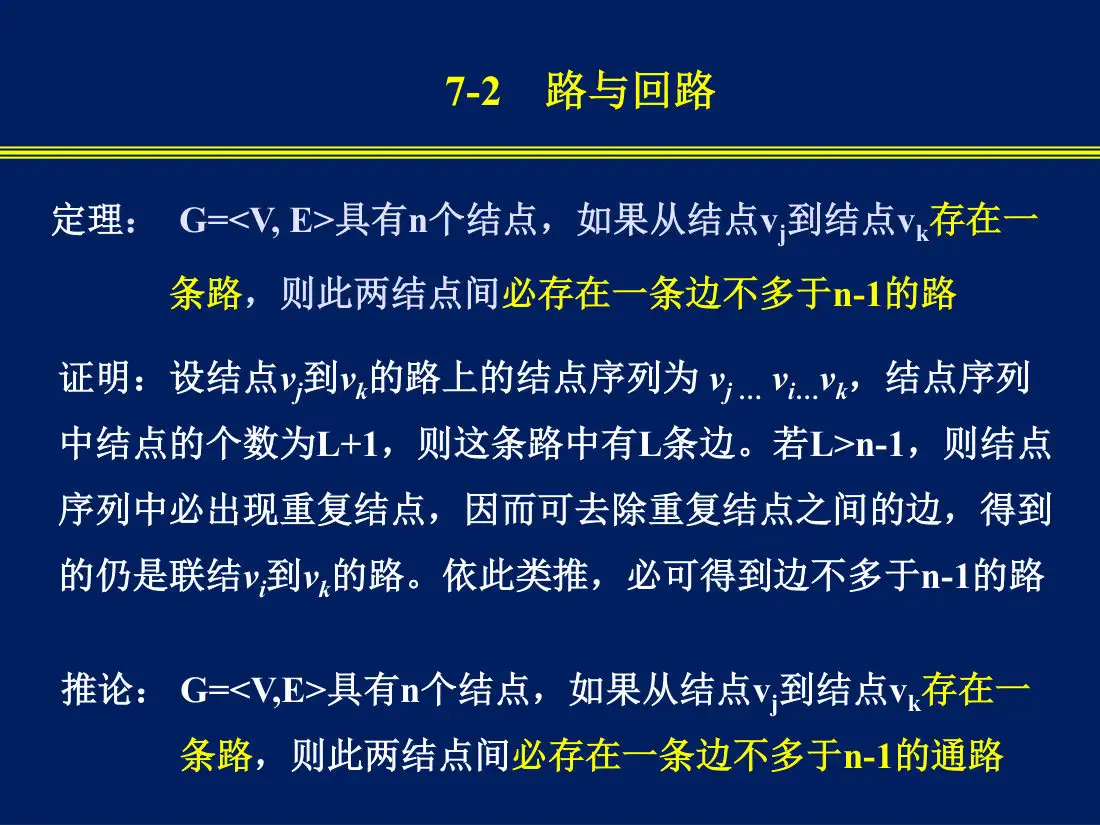 7-2 路与回路
定理： G=<V, E>具有n个结点，如果从结点vj到结点vk存在一
条路，则此两结点间必存在一条边不多于n-1的路
证明：设结点vj到vk的路上的结点序列为 vj … vi…vk，结点序列
中结点的个数为L+1，则这条路中有L条边。若L>n-1，则结点
序列中必出现重复结点，因而可去除重复结点之间的边，得到
的仍是联结vi到vk的路。依此类推，必可得到边不多于n-1的路
推论： G=<V,E>具有n个结点，如果从结点vj到结点vk存在一
条路，则此两结点间必存在一条边不多于n-1的通路